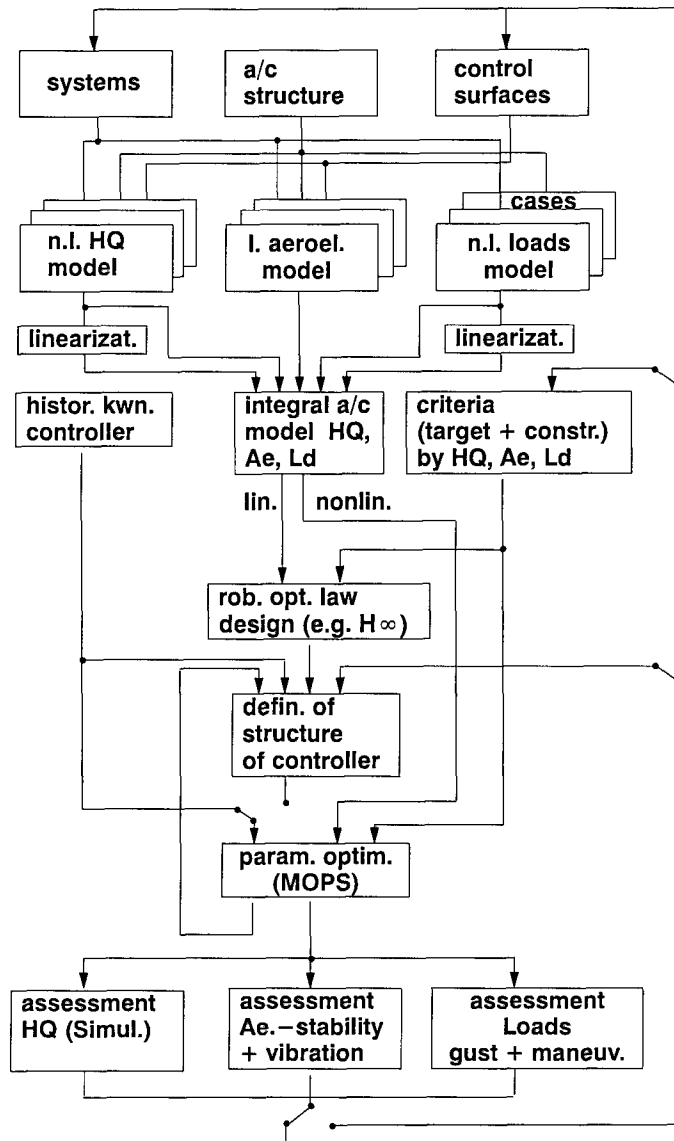 systems
a/c
structure
control
surfaces
cases
n.l. HQ
model
l. aeroel.
model
n.l. loads
model
linearizat.
linearizat.
histor. kwn.
controller
integral a/c
model HQ,
Ae, Ld
criteria
(target + constr.)
by HQ, Ae, Ld
lin.
nonlin.
rob. opt. law
design (e.g. H∞)
defin. of
structure
of controller
param. optim.
(MOPS)
assessment
HQ (Simul.)
assessment
Ae.–stability
+ vibration
assessment
Loads
gust + maneuv.